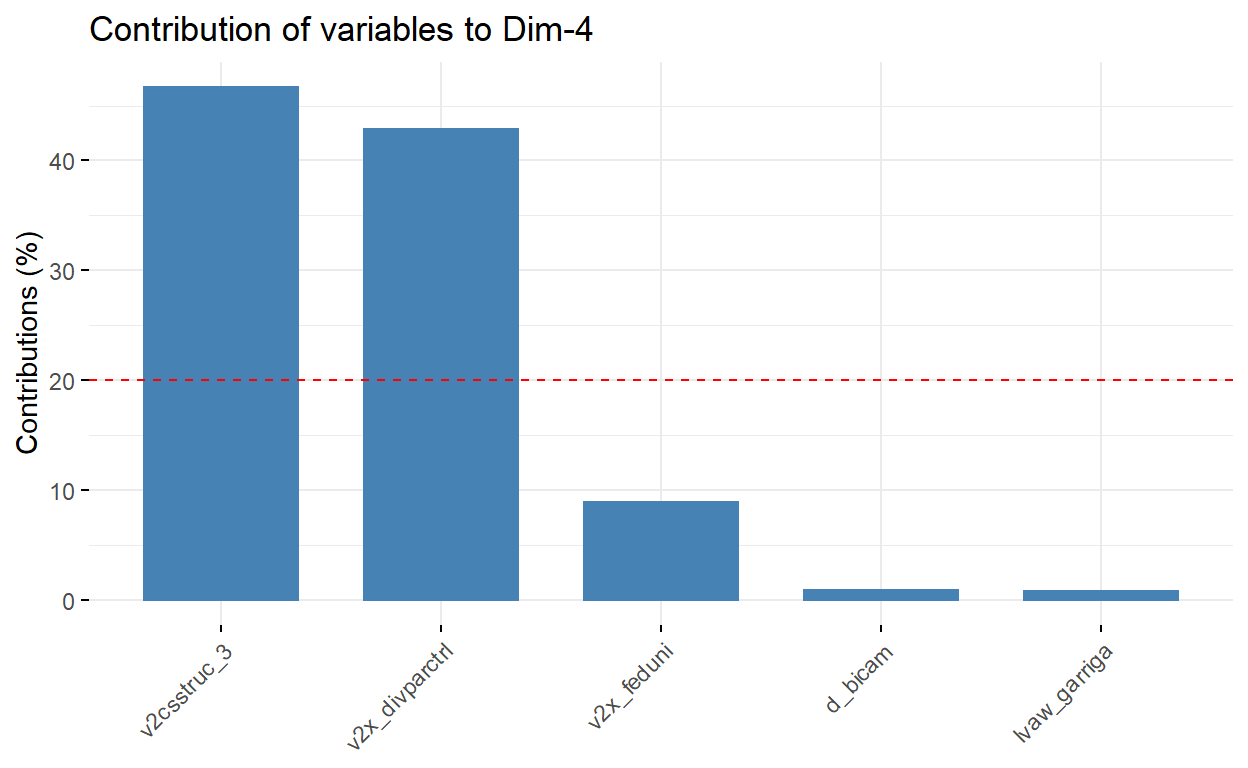 Contribution of variables to Dim-4
Contributions (%)
40
30
20
10
0
v2csstruc_3
v2x_divparctrl
v2x_feduni
d_bicam
lvaw_garriga